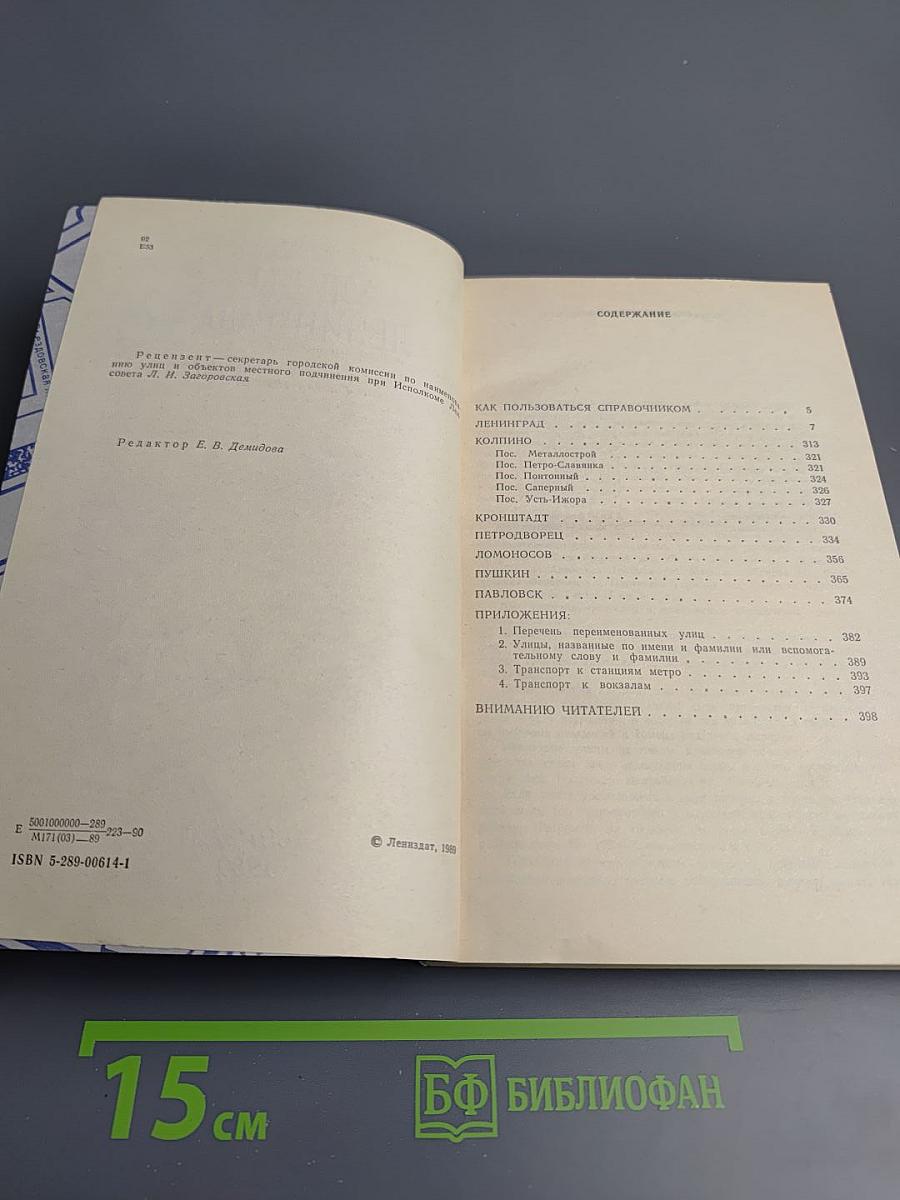 92
Е53
Рецензент — секретарь городской комиссии по
нию улиц и объектов местного подчинения при Исполкоме
совета Л. И. Загоровская
Редактор Е. В. Демидова
Е 5001000000—289
М171(03)—89 223—90
ISBN 5-289-00614-1
© Лениздат, 1989
СОДЕРЖАНИЕ
КАК ПОЛЬЗОВАТЬСЯ СПРАВОЧНИКОМ . . . . . . 5
ЛЕНИНГРАД . . . . . . . . . . . . . . . 7
КОЛПИНО . . . . . . . . . . . . . . . 313
Пос. Металлострой . . . . . . . . . . . . 321
Пос. Петро-Славянка . . . . . . . . . . . . 321
Пос. Понтонный . . . . . . . . . . . . . 324
Пос. Саперный . . . . . . . . . . . . . 326
Пос. Усть-Ижора . . . . . . . . . . . . 327
КРОНШТАДТ . . . . . . . . . . . . . . 330
ПЕТРОДВОРЕЦ . . . . . . . . . . . . . 334
ЛОМОНОСОВ . . . . . . . . . . . . . . 356
ПУШКИН . . . . . . . . . . . . . . . 365
ПАВЛОВСК . . . . . . . . . . . . . . . 374
ПРИЛОЖЕНИЯ:
1. Перечень переименованных улиц . . . . . . . . 382
2. Улицы, названные по имени и фамилии или вспомога-
тельному слову и фамилии . . . . . . . . . 389
3. Транспорт к станциям метро . . . . . . . . . 393
4. Транспорт к вокзалам . . . . . . . . . . . 397
ВНИМАНИЮ ЧИТАТЕЛЕЙ . . . . . . . . . . . 398
15 см
БФ БИБЛИОФАН